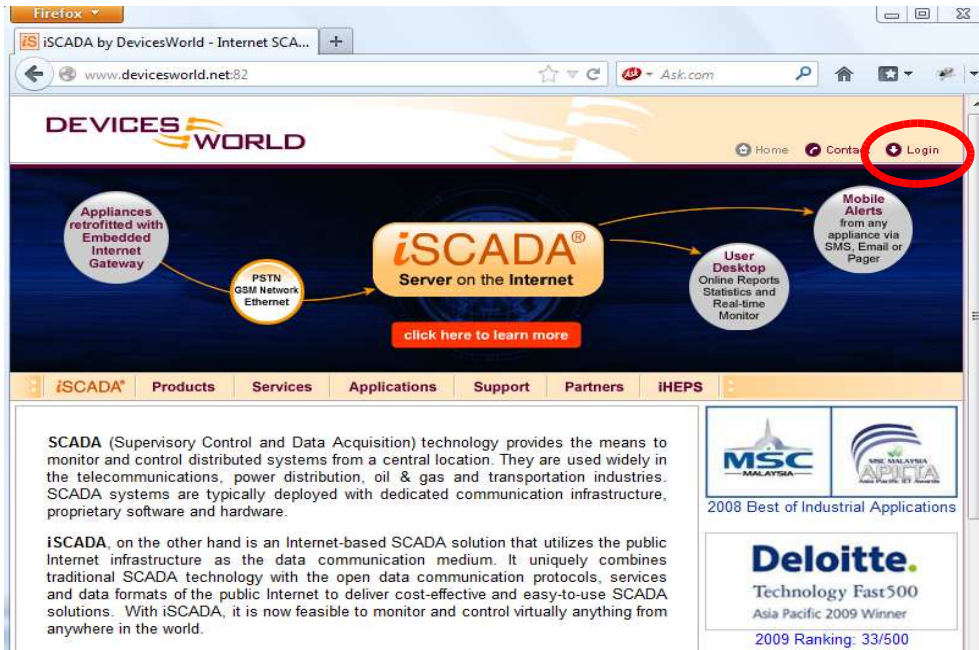 Firefox
iS iSCADA by DevicesWorld - Internet SCA...
www.devicesworld.net:82
Ask Ask.com
DEVICES
WORLD
Home Contact Login
Appliances
retrofitted with
Embedded
Internet
Gateway
PSTN
GSM Network
Ethernet
iSCADA®
Server on the Internet
click here to learn more
User
Desktop
Online Reports
Statistics and
Real-time
Monitor
Mobile
Alerts
from any
appliance via
SMS, Email or
Pager
iSCADA® Products Services Applications Support Partners iHEPS
SCADA (Supervisory Control and Data Acquisition) technology provides the means to
monitor and control distributed systems from a central location. They are used widely in
the telecommunications, power distribution, oil & gas and transportation industries.
SCADA systems are typically deployed with dedicated communication infrastructure,
proprietary software and hardware.
iSCADA, on the other hand is an Internet-based SCADA solution that utilizes the public
Internet infrastructure as the data communication medium. It uniquely combines
traditional SCADA technology with the open data communication protocols, services
and data formats of the public Internet to deliver cost-effective and easy-to-use SCADA
solutions. With iSCADA, it is now feasible to monitor and control virtually anything from
anywhere in the world.
MSC
MALAYSIA
MSC MALAYSIA
APICTA
Asia Pacific ICT Awards
2008 Best of Industrial Applications
Deloitte.
Technology Fast500
Asia Pacific 2009 Winner
2009 Ranking: 33/500